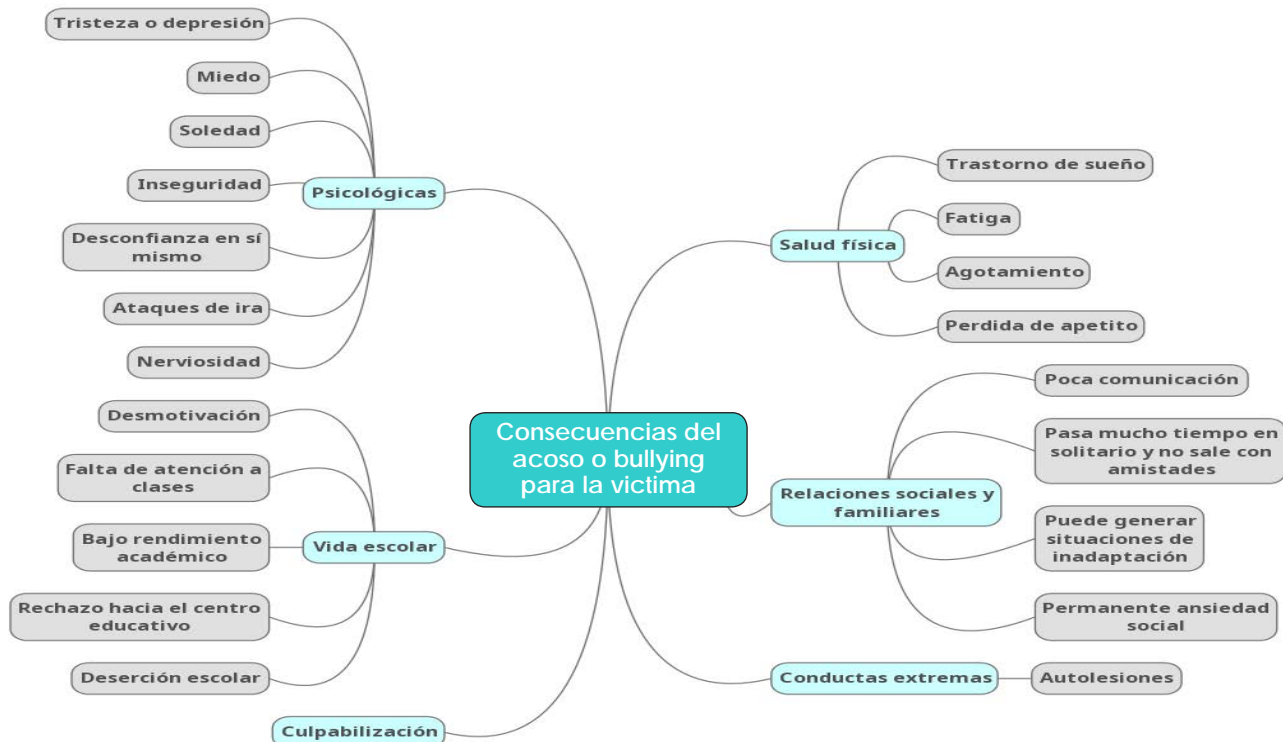 Consecuencias del
acoso o bullying
para la victima
Psicológicas
Tristeza o depresión
Miedo
Soledad
Inseguridad
Desconfianza en sí
mismo
Ataques de ira
Nerviosidad
Vida escolar
Desmotivación
Falta de atención a
clases
Bajo rendimiento
académico
Rechazo hacia el centro
educativo
Deserción escolar
Culpabilización
Salud física
Trastorno de sueño
Fatiga
Agotamiento
Perdida de apetito
Relaciones sociales y
familiares
Poca comunicación
Pasa mucho tiempo en
solitario y no sale con
amistades
Puede generar
situaciones de
inadaptación
Permanente ansiedad
social
Conductas extremas
Autolesiones